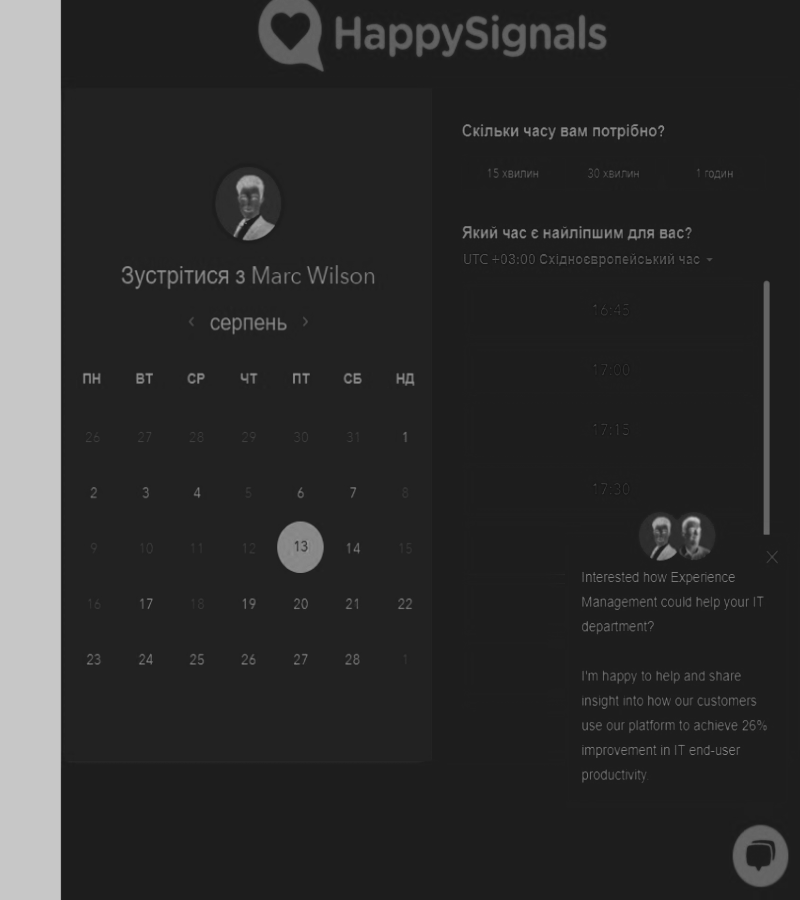 HappySignals
Зустрітися з Marc Wilson
серпень
ПН ВТ СР ЧТ ПТ СБ НД
26 27 28 29 30 31 1
2 3 4 5 6 7 8
9 10 11 12 13 14 15
16 17 18 19 20 21 22
23 24 25 26 27 28 1
Скільки часу вам потрібно?
15 хвилин 30 хвилин 1 годин
Який час є найліпшим для вас?
UTC +03:00 Східноєвропейський час
16:45
17:00
17:15
17:30
Interested how Experience
Management could help your IT
department?
I'm happy to help and share
insight into how our customers
use our platform to achieve 26%
improvement in IT end-user
productivity